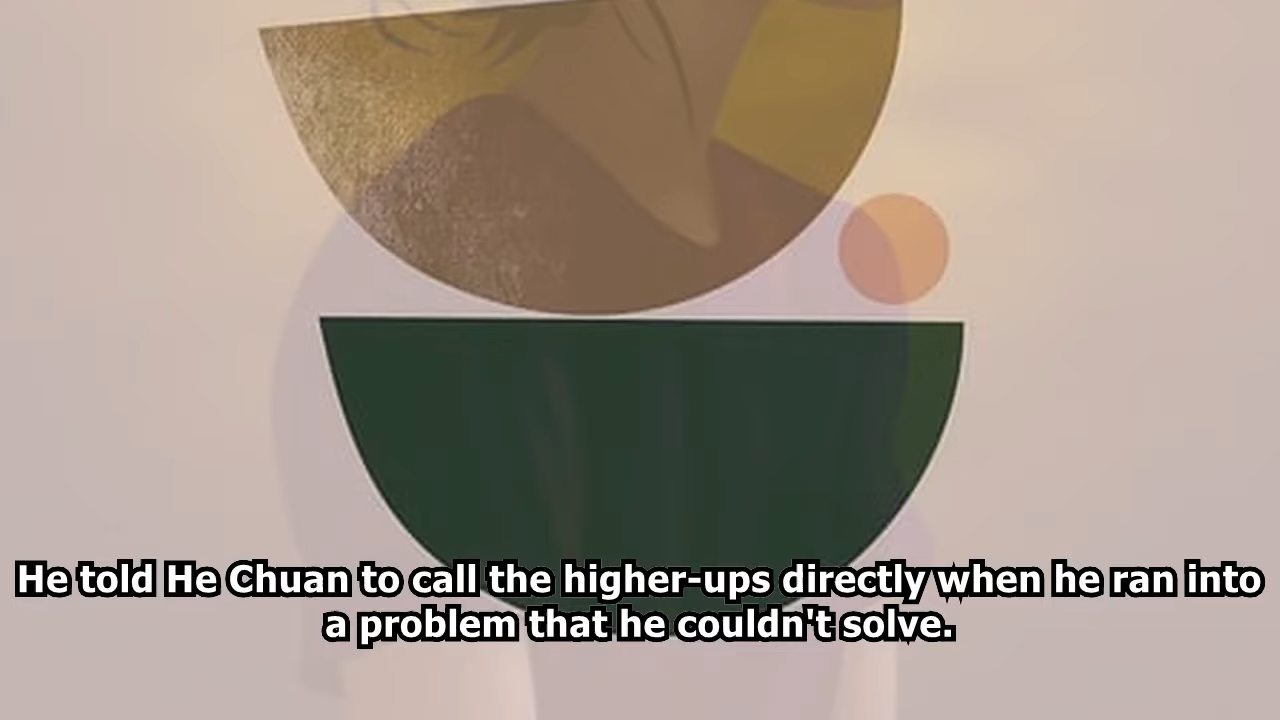 He told He Chuan to call the higher-ups directly when he ran into
a problem that he couldn't solve.